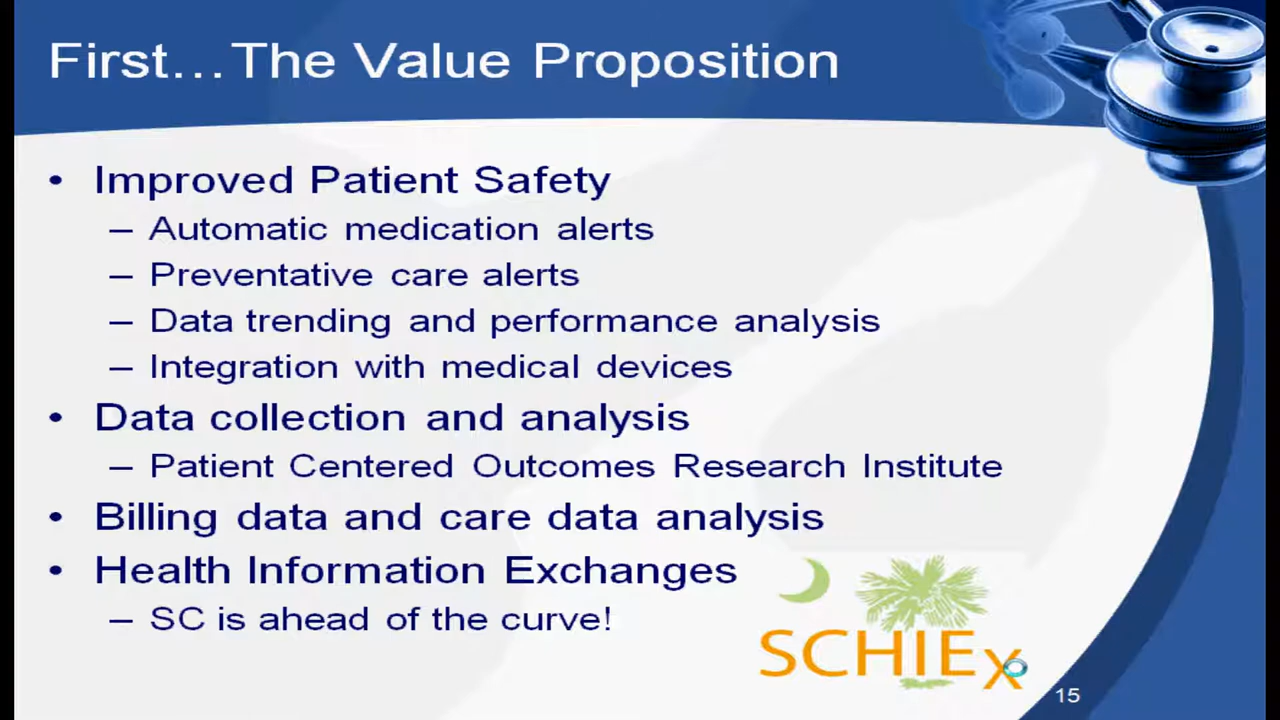 First...The Value Proposition
• Improved Patient Safety
– Automatic medication alerts
– Preventative care alerts
– Data trending and performance analysis
– Integration with medical devices
• Data collection and analysis
– Patient Centered Outcomes Research Institute
• Billing data and care data analysis
• Health Information Exchanges
– SC is ahead of the curve!
SCHIEx
15